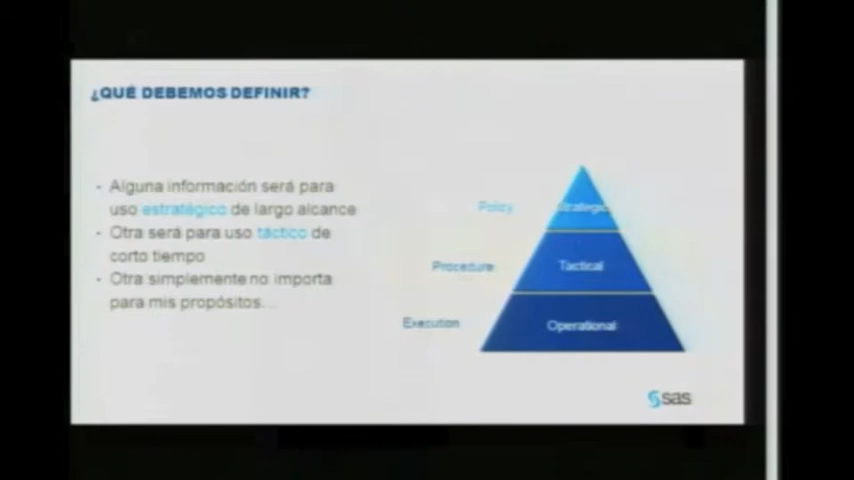 ¿QUÉ DEBEMOS DEFINIR?
- Alguna información será para
uso estratégico de largo alcance
- Otra será para uso táctico de
corto tiempo
- Otra simplemente no importa
para mis propósitos...
Policy
Strategic
Procedure
Tactical
Execution
Operational
sas